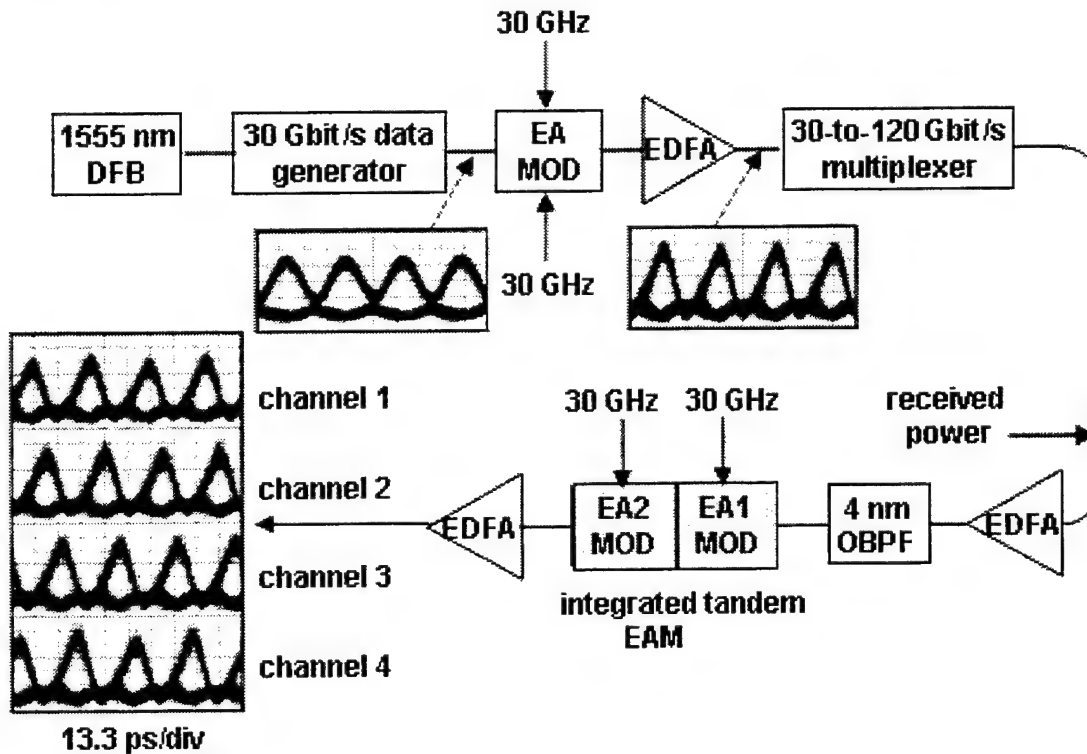 30 GHz
1555 nm
DFB
30 Gbit/s data
generator
EA
MOD
EDFA
30-to-120 Gbit/s
multiplexer
30 GHz
channel 1
channel 2
channel 3
channel 4
13.3 ps/div
30 GHz
30 GHz
received
power
EDFA
EA2
MOD
EA1
MOD
4 nm
OBPF
EDFA
integrated tandem
EAM